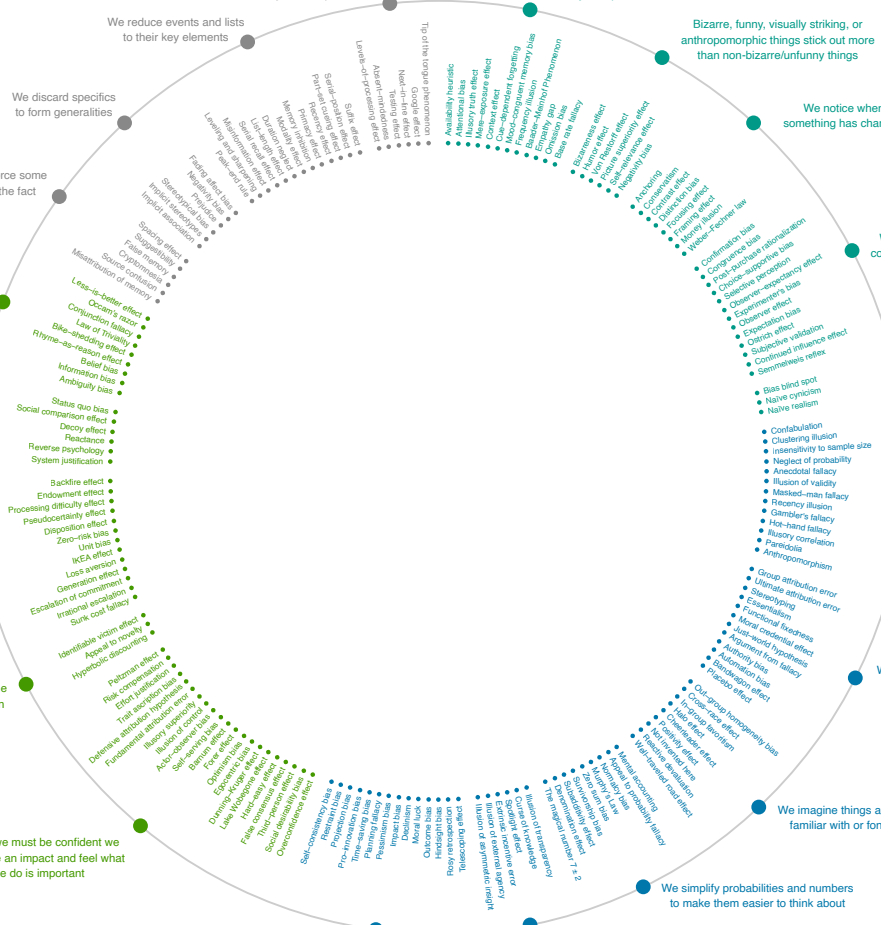 We reduce events and lists
to their key elements
We discard specifics
to form generalities
rce some
the fact
Bizarre, funny, visually striking, or
anthropomorphic things stick out more
than non-bizarre/unfunny things
We notice when
something has chan
co
W
We imagine things a
familiar with or fon
We simplify probabilities and numbers
to make them easier to think about
we must be confident we
e an impact and feel what
e do is important
e
Availability heuristic
Attentional bias
Illusory truth effect
Mere–exposure effect
Context effect
Cue–dependent forgetting
Mood–congruent memory bias
Frequency illusion
Baader–Meinhof Phenomenon
Empathy gap
Omission bias
Base rate fallacy
Bizarreness effect
Humor effect
Von Restorff effect
Picture superiority effect
Self–relevance effect
Negativity bias
Anchoring
Conservatism
Contrast effect
Distinction bias
Focusing effect
Framing effect
Money illusion
Weber–Fechner law
Confirmation bias
Congruence bias
Post–purchase rationalization
Choice–supportive bias
Selective perception
Observer–expectancy effect
Experimenter's bias
Observer effect
Expectation bias
Ostrich effect
Subjective validation
Continued influence effect
Semmelweis reflex
Bias blind spot
Naïve cynicism
Naïve realism
Confabulation
Clustering illusion
insensitivity to sample size
Neglect of probability
Anecdotal fallacy
Illusion of validity
Masked–man fallacy
Recency illusion
Gambler's fallacy
Hot–hand fallacy
Illusory correlation
Pareidolia
Anthropomorphism
Group attribution error
Ultimate attribution error
Stereotyping
Essentialism
Functional fixedness
Moral credential effect
Just–world hypothesis
Argument from fallacy
Authority bias
Automation bias
Bandwagon effect
Placebo effect
Out–group homogeneity bias
Cross–race effect
In–group favoritism
Halo effect
Cheerleader effect
Positivity effect
Not invented here
Reactive devaluation
Well–traveled road effect
Mental accounting
Appeal to probability fallacy
Normalcy bias
Murphy's Law
Zero sum bias
Survivorship bias
Subadditivity effect
Denomination effect
The magical number 7 ± 2
Illusion of transparency
Curse of knowledge
Spotlight effect
Extrinsic incentive error
Illusion of external agency
Illusion of asymmetric insight
Telescoping effect
Rosy retrospection
Hindsight bias
Outcome bias
Moral luck
Declinism
Impact bias
Pessimism bias
Planning fallacy
Time–saving bias
Pro–innovation bias
Projection bias
Restraint bias
Self–consistency bias
Overconfidence effect
Social desirability bias
Third–person effect
False consensus effect
Hard–easy effect
Lake Wobegone effect
Dunning–Kruger effect
Egocentric bias
Optimism bias
Forer effect
Barnum effect
Self–serving bias
Actor–observer bias
Illusion of control
Illusory superiority
Fundamental attribution error
Defensive attribution hypothesis
Trait ascription bias
Effort justification
Risk compensation
Peltzman effect
Hyperbolic discounting
Appeal to novelty
Identifiable victim effect
Sunk cost fallacy
Irrational escalation
Escalation of commitment
Generation effect
Loss aversion
IKEA effect
Unit bias
Zero–risk bias
Disposition effect
Pseudocertainty effect
Processing difficulty effect
Endowment effect
Backfire effect
System justification
Reverse psychology
Reactance
Decoy effect
Social comparison effect
Status quo bias
Ambiguity bias
Information bias
Belief bias
Rhyme–as–reason effect
Bike–shedding effect
Law of Triviality
Conjunction fallacy
Occam's razor
Less–is–better effect
Misattribution of memory
Source confusion
Cryptomnesia
False memory
Suggestibility
Spacing effect
Implicit association
Implicit stereotypes
Stereotypical bias
Prejudice
Negativity bias
Fading affect bias
Peak–end rule
Leveling and sharpening
Misinformation effect
Serial recall effect
List–length effect
Duration neglect
Modality effect
Memory inhibition
Primacy effect
Recency effect
Part–set cueing effect
Serial–position effect
Suffix effect
Levels–of–processing effect
Absent–mindedness
Testing effect
Next–in–line effect
Google effect
Tip of the tongue phenomenon